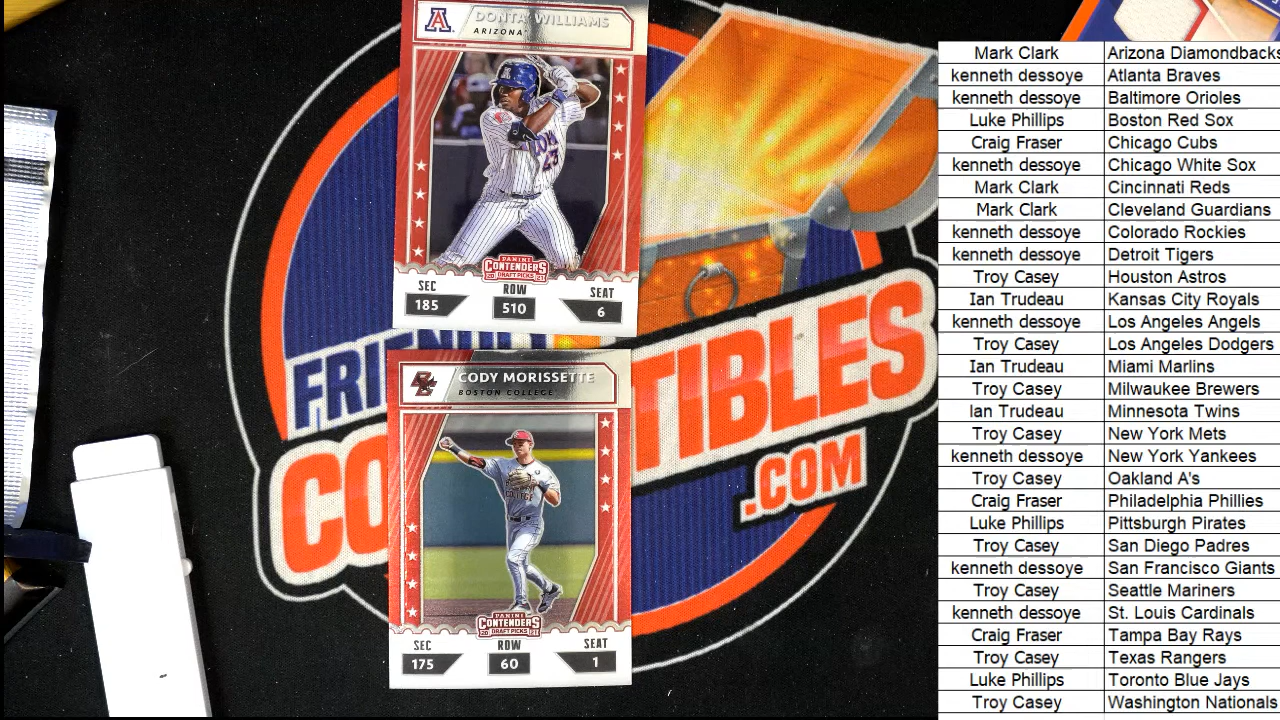 DONTA WILLIAMS
ARIZONA
PANINI
CONTENDERS
20 DRAFT PICKS 21
SEC ROW SEAT
185 510 6
CODY MORISSETTE
BOSTON COLLEGE
PANINI
CONTENDERS
20 DRAFT PICKS 21
SEC ROW SEAT
175 60 1
.COM
Mark Clark Arizona Diamondbacks
kenneth dessoye Atlanta Braves
kenneth dessoye Baltimore Orioles
Luke Phillips Boston Red Sox
Craig Fraser Chicago Cubs
kenneth dessoye Chicago White Sox
Mark Clark Cincinnati Reds
Mark Clark Cleveland Guardians
kenneth dessoye Colorado Rockies
kenneth dessoye Detroit Tigers
Troy Casey Houston Astros
Ian Trudeau Kansas City Royals
kenneth dessoye Los Angeles Angels
Troy Casey Los Angeles Dodgers
Ian Trudeau Miami Marlins
Troy Casey Milwaukee Brewers
Ian Trudeau Minnesota Twins
Troy Casey New York Mets
kenneth dessoye New York Yankees
Troy Casey Oakland A's
Craig Fraser Philadelphia Phillies
Luke Phillips Pittsburgh Pirates
Troy Casey San Diego Padres
kenneth dessoye San Francisco Giants
Troy Casey Seattle Mariners
kenneth dessoye St. Louis Cardinals
Craig Fraser Tampa Bay Rays
Troy Casey Texas Rangers
Luke Phillips Toronto Blue Jays
Troy Casey Washington Nationals